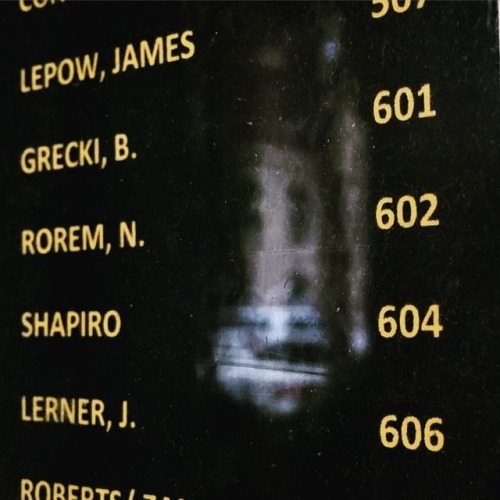 LEPOW, JAMES
601
GRECKI, B.
602
ROREM, N.
604
SHAPIRO
606
LERNER, J.